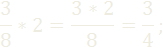 3/8 * 2 = (3 * 2)/8 = 3/4,